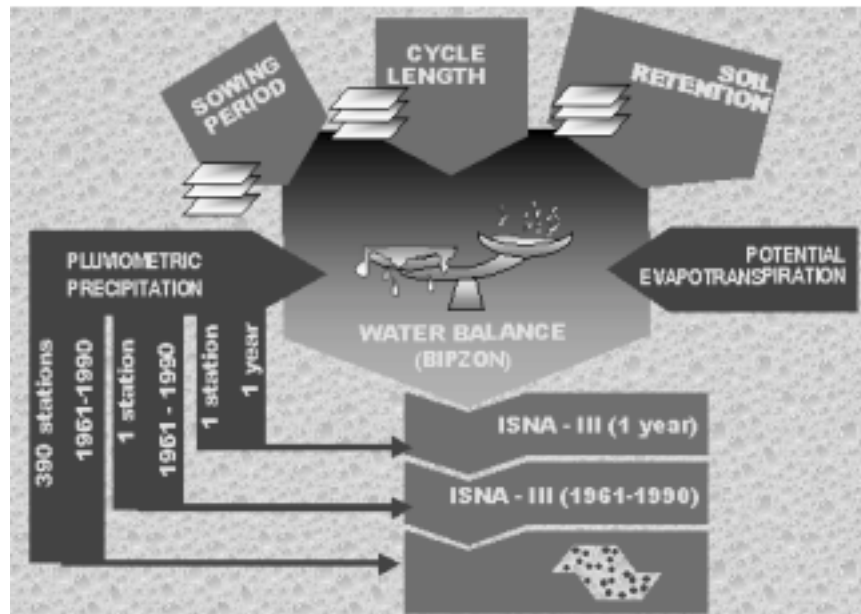 SOWING
PERIOD
CYCLE
LENGTH
SOIL
RETENTION
PLUVIOMETRIC
PRECIPITATION
POTENTIAL
EVAPOTRANSPIRATION
WATER BALANCE
(BIPZON)
390 stations
1961-1990
1 station
1961 - 1990
1 station
1 year
ISNA - III (1 year)
ISNA - III (1961-1990)